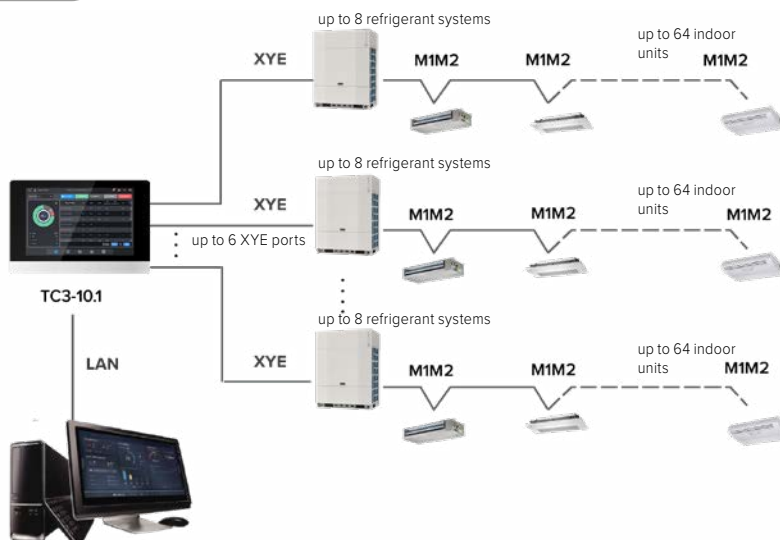 up to 8 refrigerant systems
XYE
M1M2
M1M2
up to 64 indoor
units
M1M2
up to 8 refrigerant systems
XYE
M1M2
M1M2
up to 64 indoor
units
M1M2
up to 6 XYE ports
TC3-10.1
up to 8 refrigerant systems
XYE
M1M2
M1M2
up to 64 indoor
units
M1M2
LAN